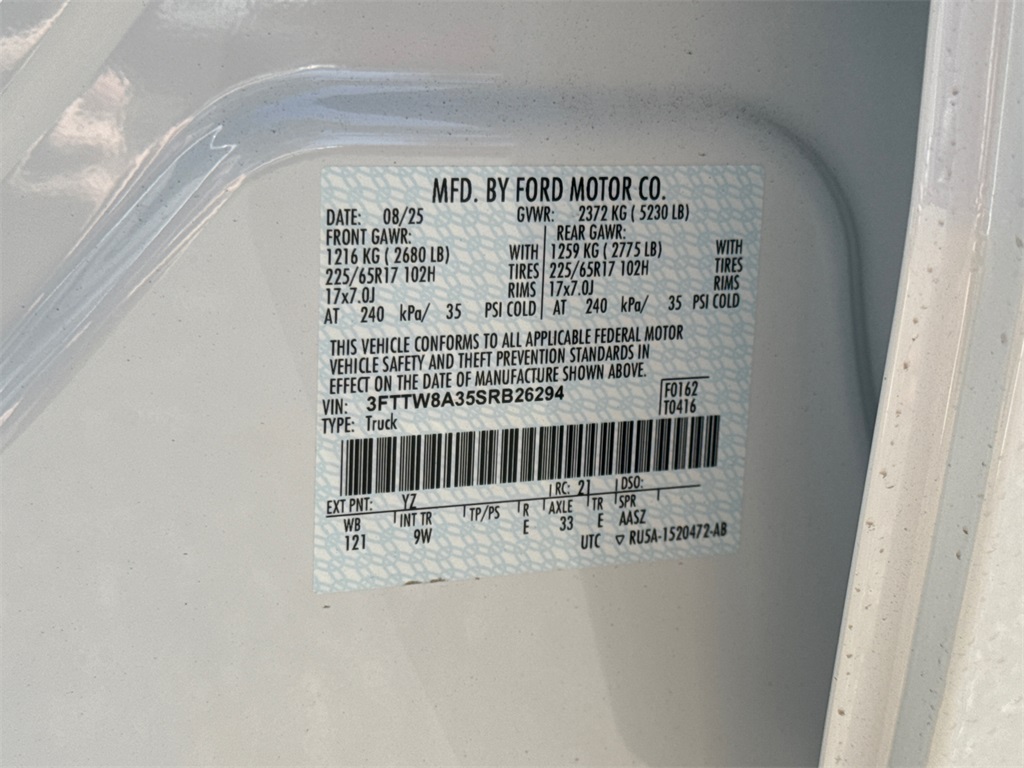 MFD. BY FORD MOTOR CO.
DATE: 08/25 GVWR: 2372 KG ( 5230 LB)
FRONT GAWR: REAR GAWR:
1216 KG ( 2680 LB) WITH 1259 KG ( 2775 LB) WITH
225/65R17 102H TIRES 225/65R17 102H TIRES
17x7.0J RIMS 17x7.0J RIMS
AT 240 kPa/ 35 PSI COLD AT 240 kPa/ 35 PSI COLD
THIS VEHICLE CONFORMS TO ALL APPLICABLE FEDERAL MOTOR
VEHICLE SAFETY AND THEFT PREVENTION STANDARDS IN
EFFECT ON THE DATE OF MANUFACTURE SHOWN ABOVE.
VIN: 3FTTW8A35SRB26294 F0162
TYPE: Truck T0416
EXT PNT: YZ RC: 21 DSO:
WB INT TR TP/PS R AXLE TR SPR
121 9W E 33 E AASZ
UTC ▽ RU5A-1520472-AB